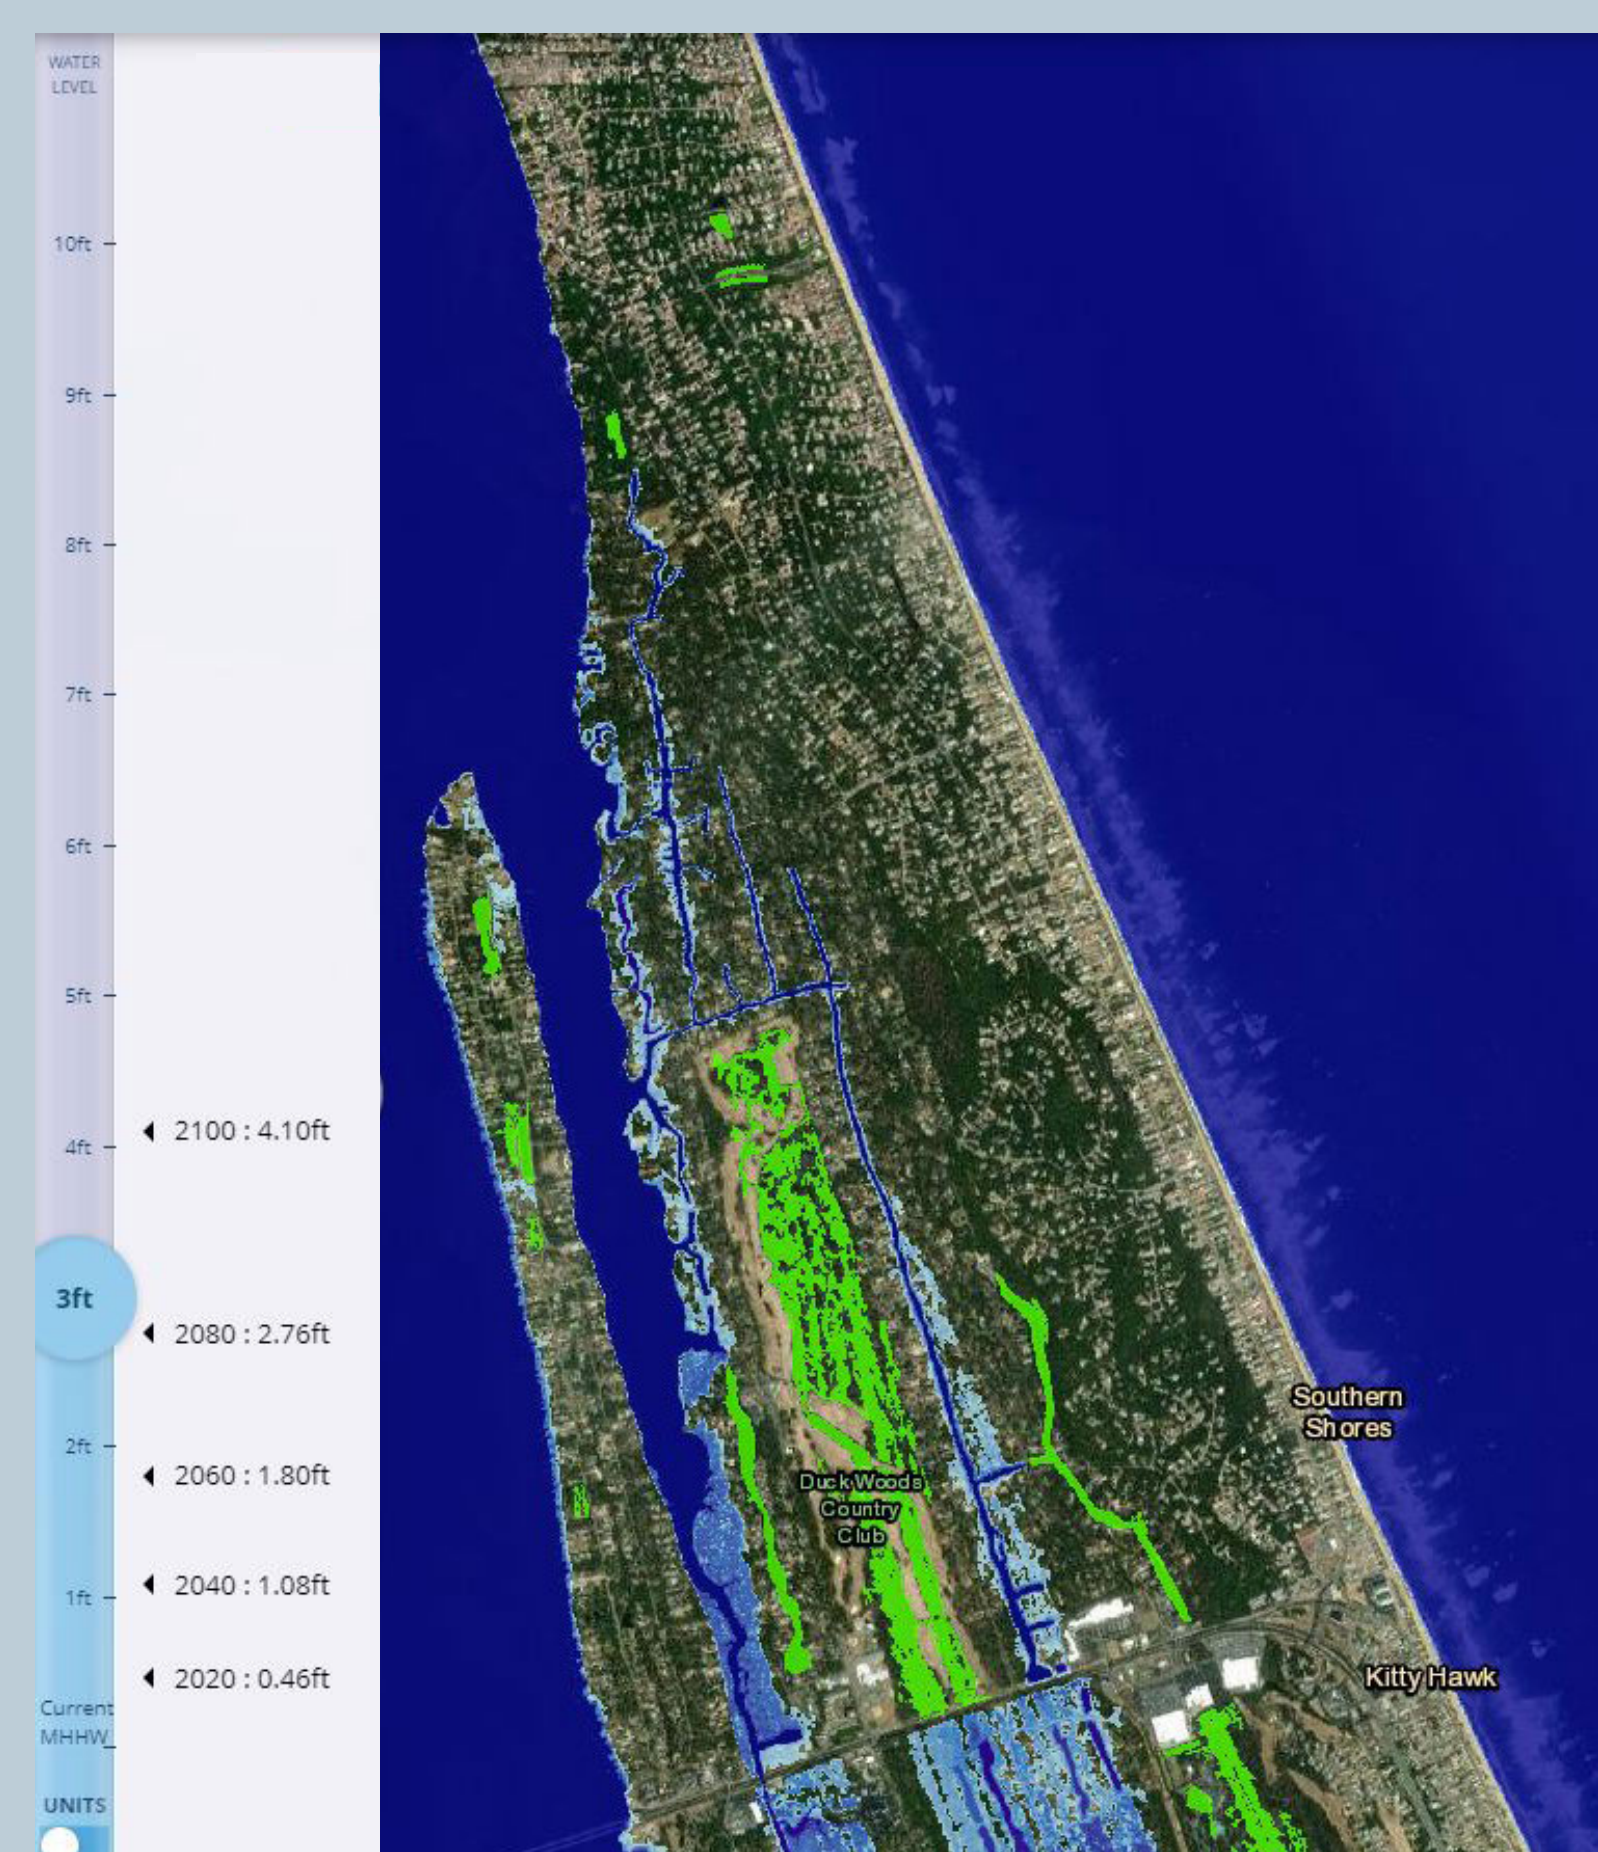 WATER
LEVEL
10ft
9ft
8ft
7ft
6ft
5ft
2100 : 4.10ft
4ft
3ft
2080 : 2.76ft
2ft
2060 : 1.80ft
2040 : 1.08ft
1ft
2020 : 0.46ft
Current
MHHW
UNITS
Southern
Shores
Duck Woods
Country
Club
Kitty Hawk